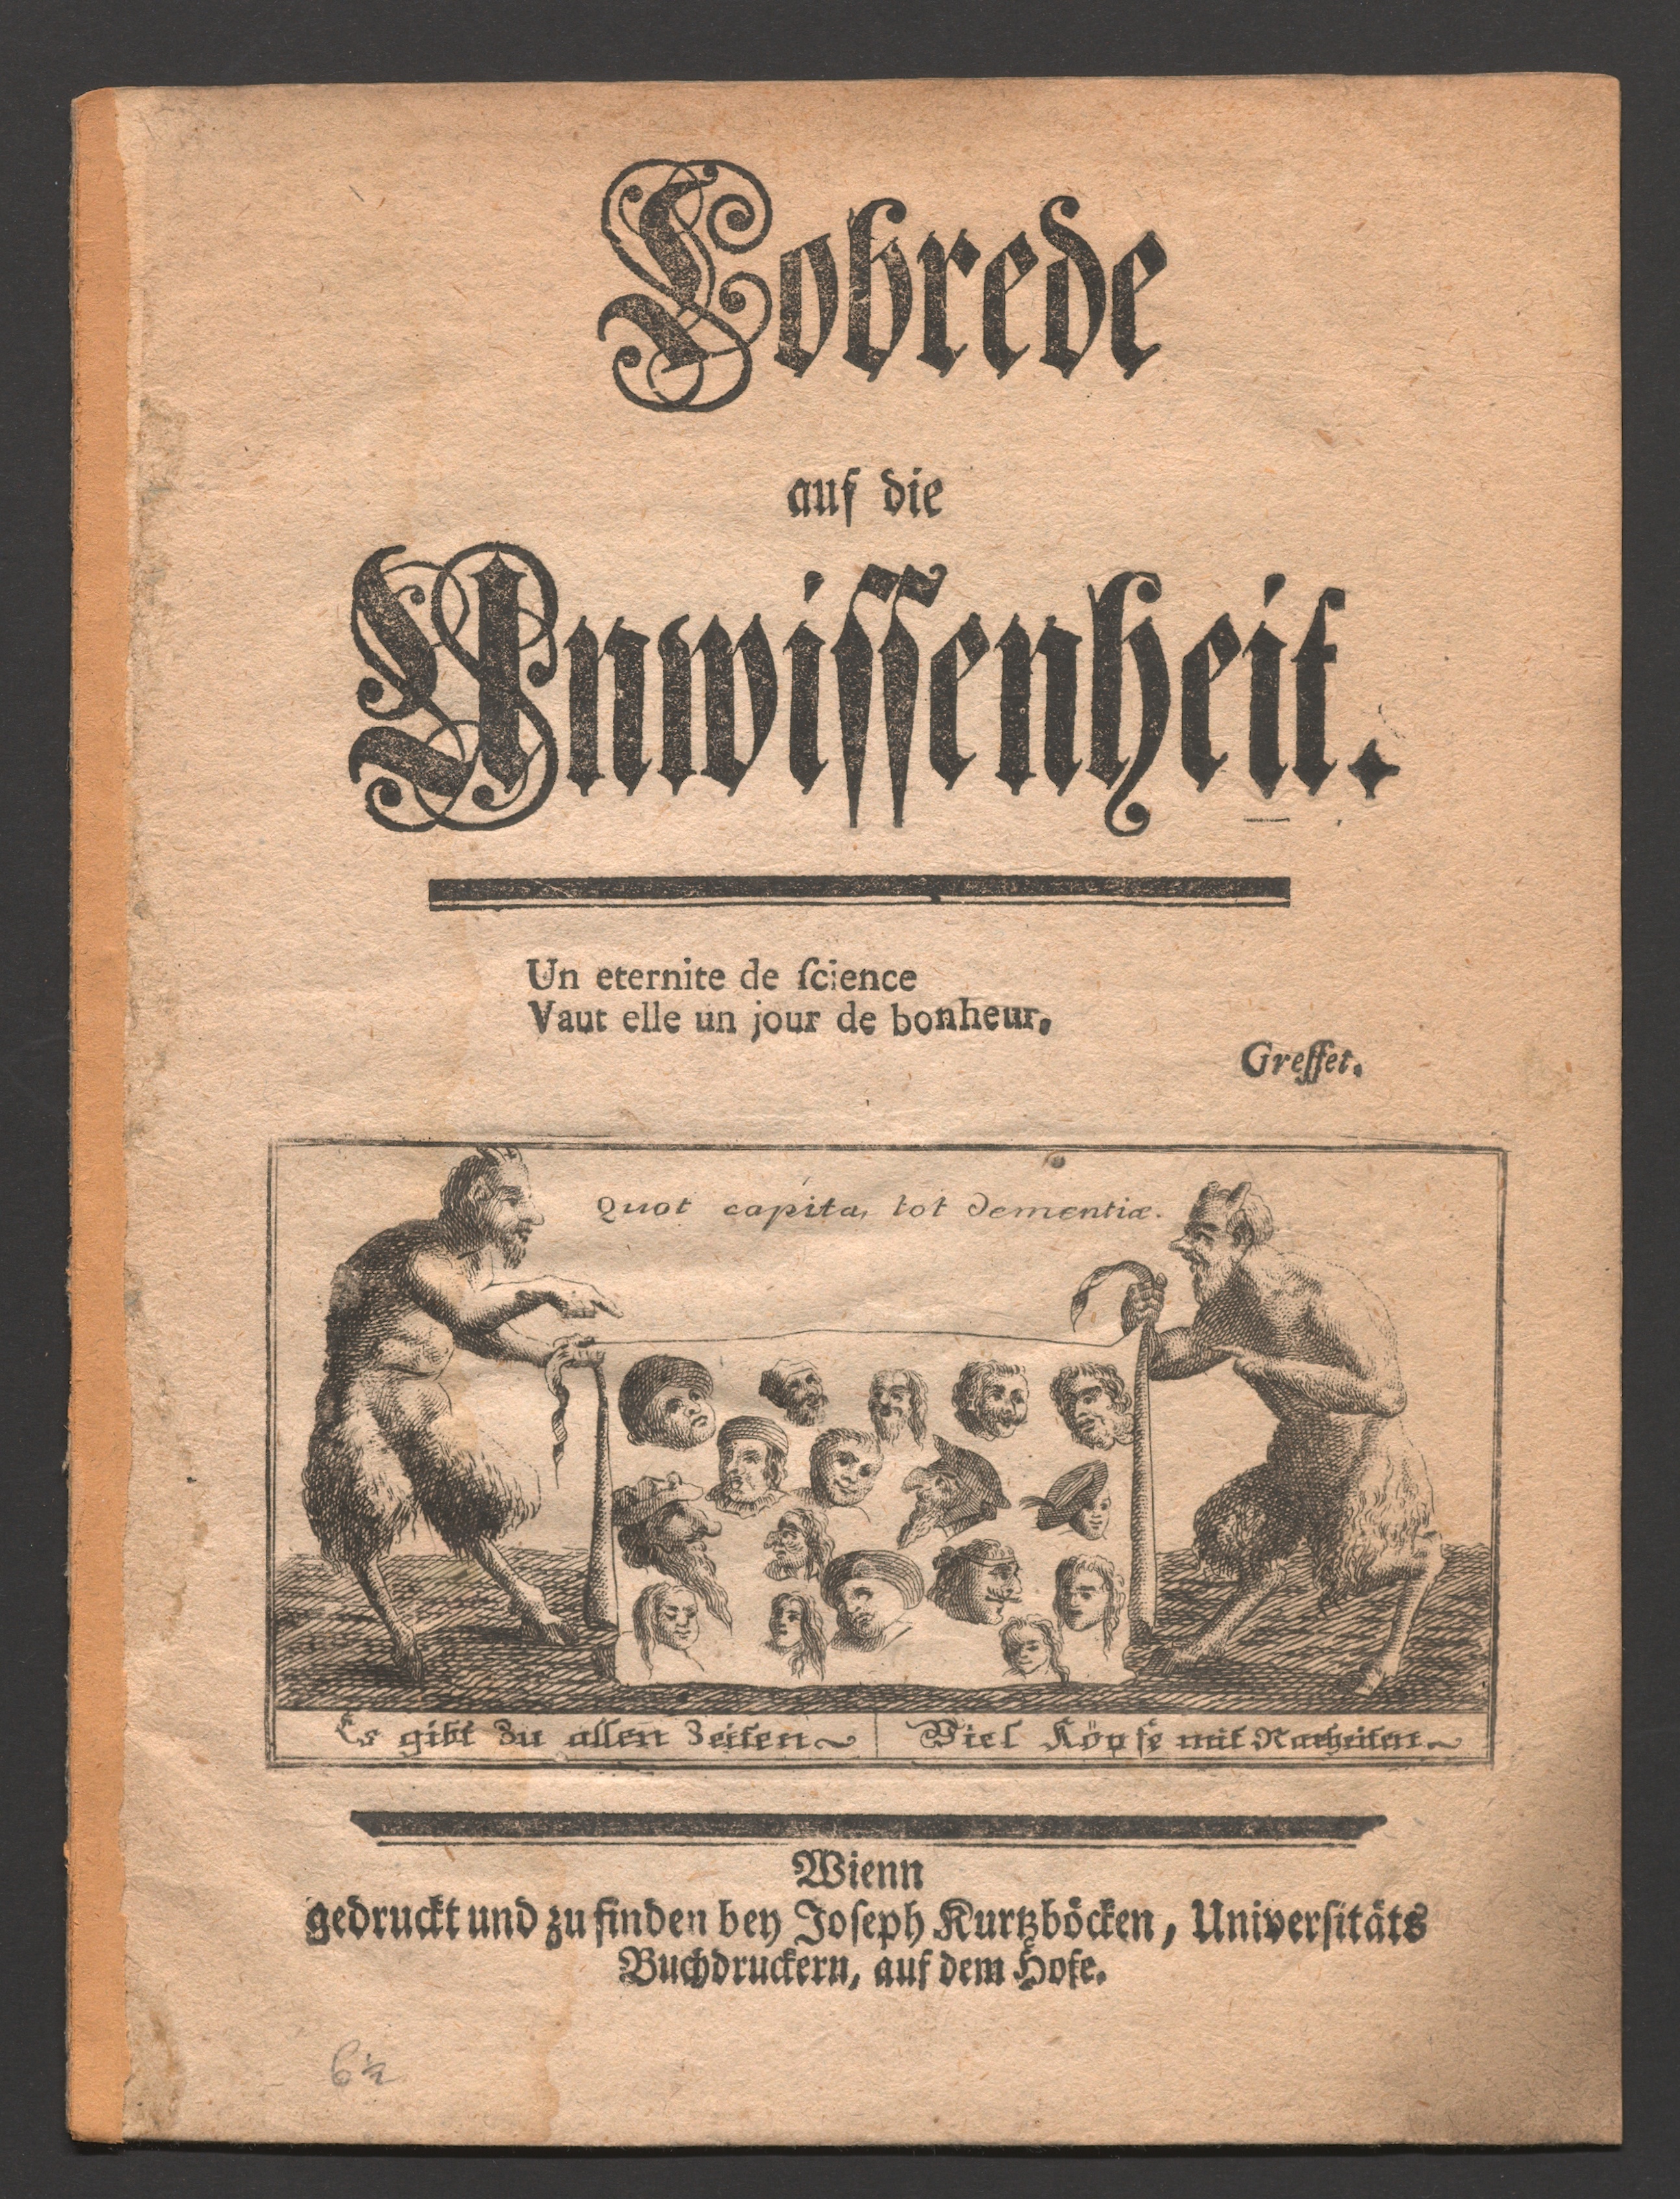 Lobrede
auf die
Unwiſſenheit.
Un eternite de ſcience
Vaut elle un jour de bonheur.
Greſſet.
Quot capita, tot dementiæ.
Es gibt zu allen Zeiten Viel Köpfe mit Narheiten
Wienn
gedruckt und zu finden bey Joſeph Kurtzböcken, Univerſitäts
Buchdruckern, auf dem Hofe.
6½